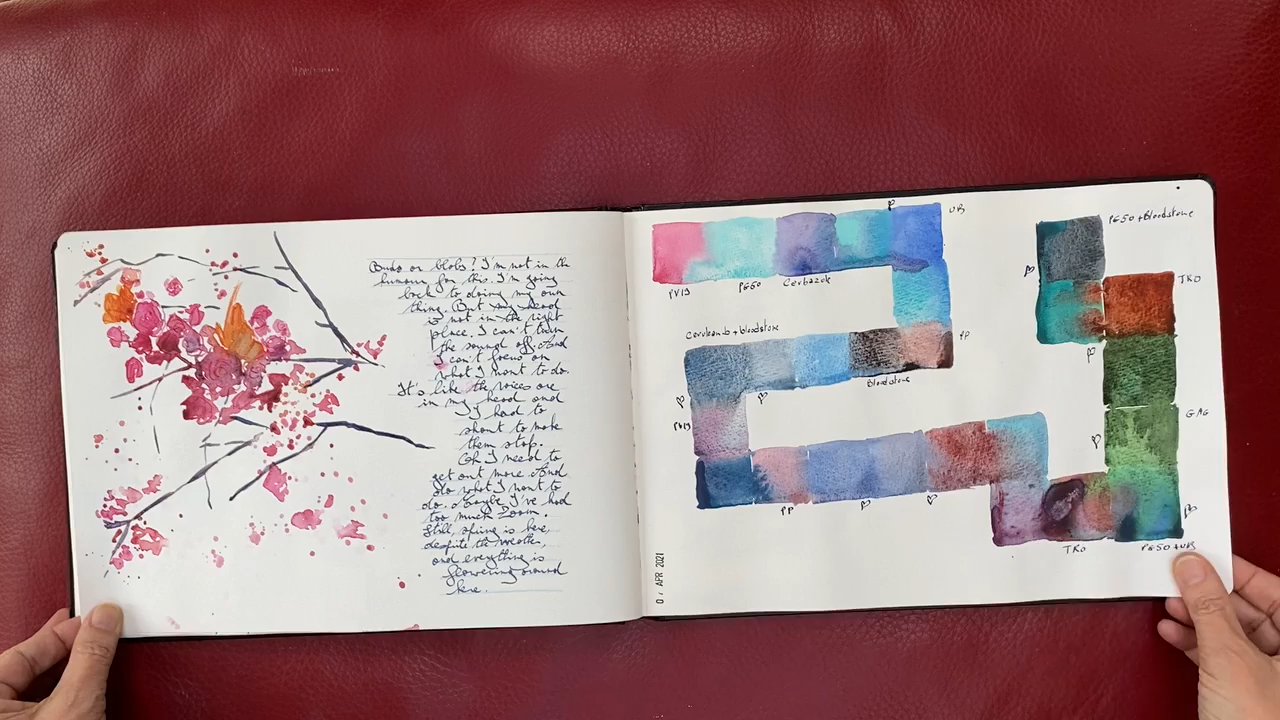 Buds or blobs? I'm not in the
humour for this. I'm going
back to doing my own
thing. Or my head
is not in the right
place. I can't turn
the sound off. And
I can't focus on
what I want to do.
It's like the voices are
in my head and
I had to
shout to make
them stop.
Oh I need to
get out more. And
do what I want to
do.
I've had
too much Zoom.
Still, spring is here,
despite the weather,
and everything is
flowering around
here.
UB
PV19
PG50
PG50 + Bloodstone
TRO
Cerulean b + bloodstone
PP
Bloodstone
PV19
GAG
PP
TRO
PG50 + UB
APR 2021